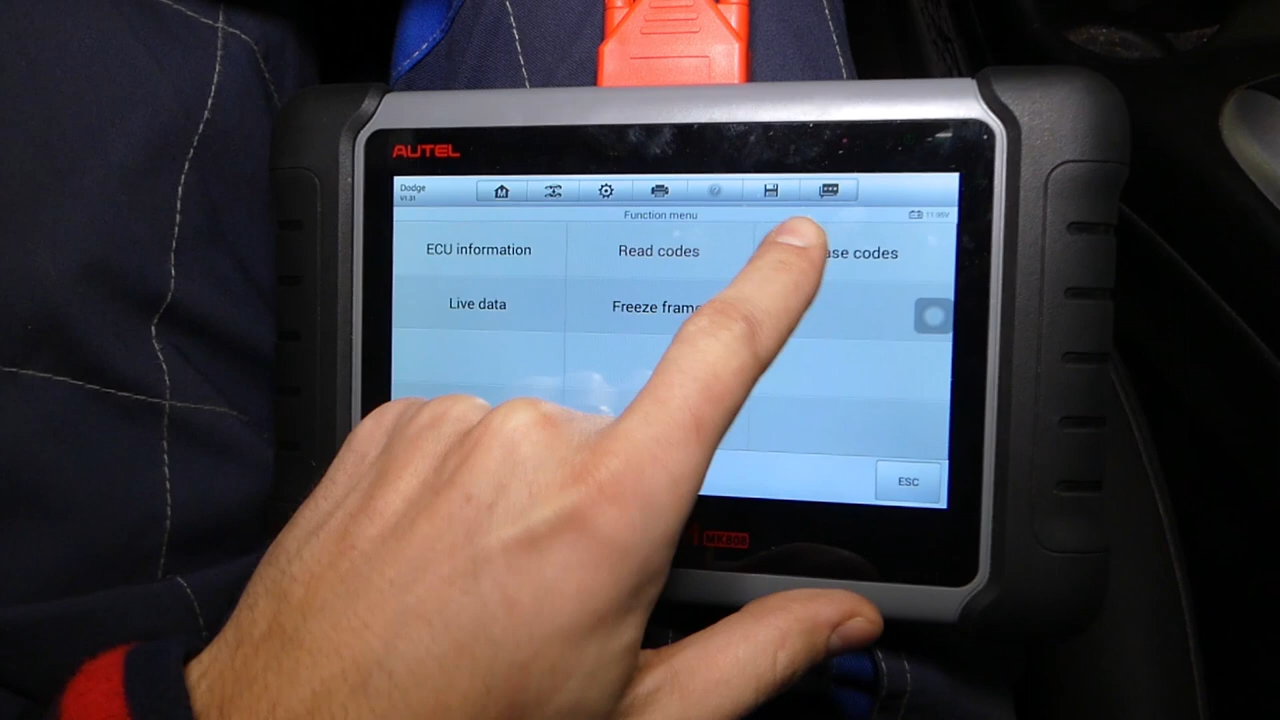 AUTEL
Dodge
V1.31
Function menu
11.95V
ECU information
Read codes
ase codes
Live data
Freeze fram
ESC
MK808